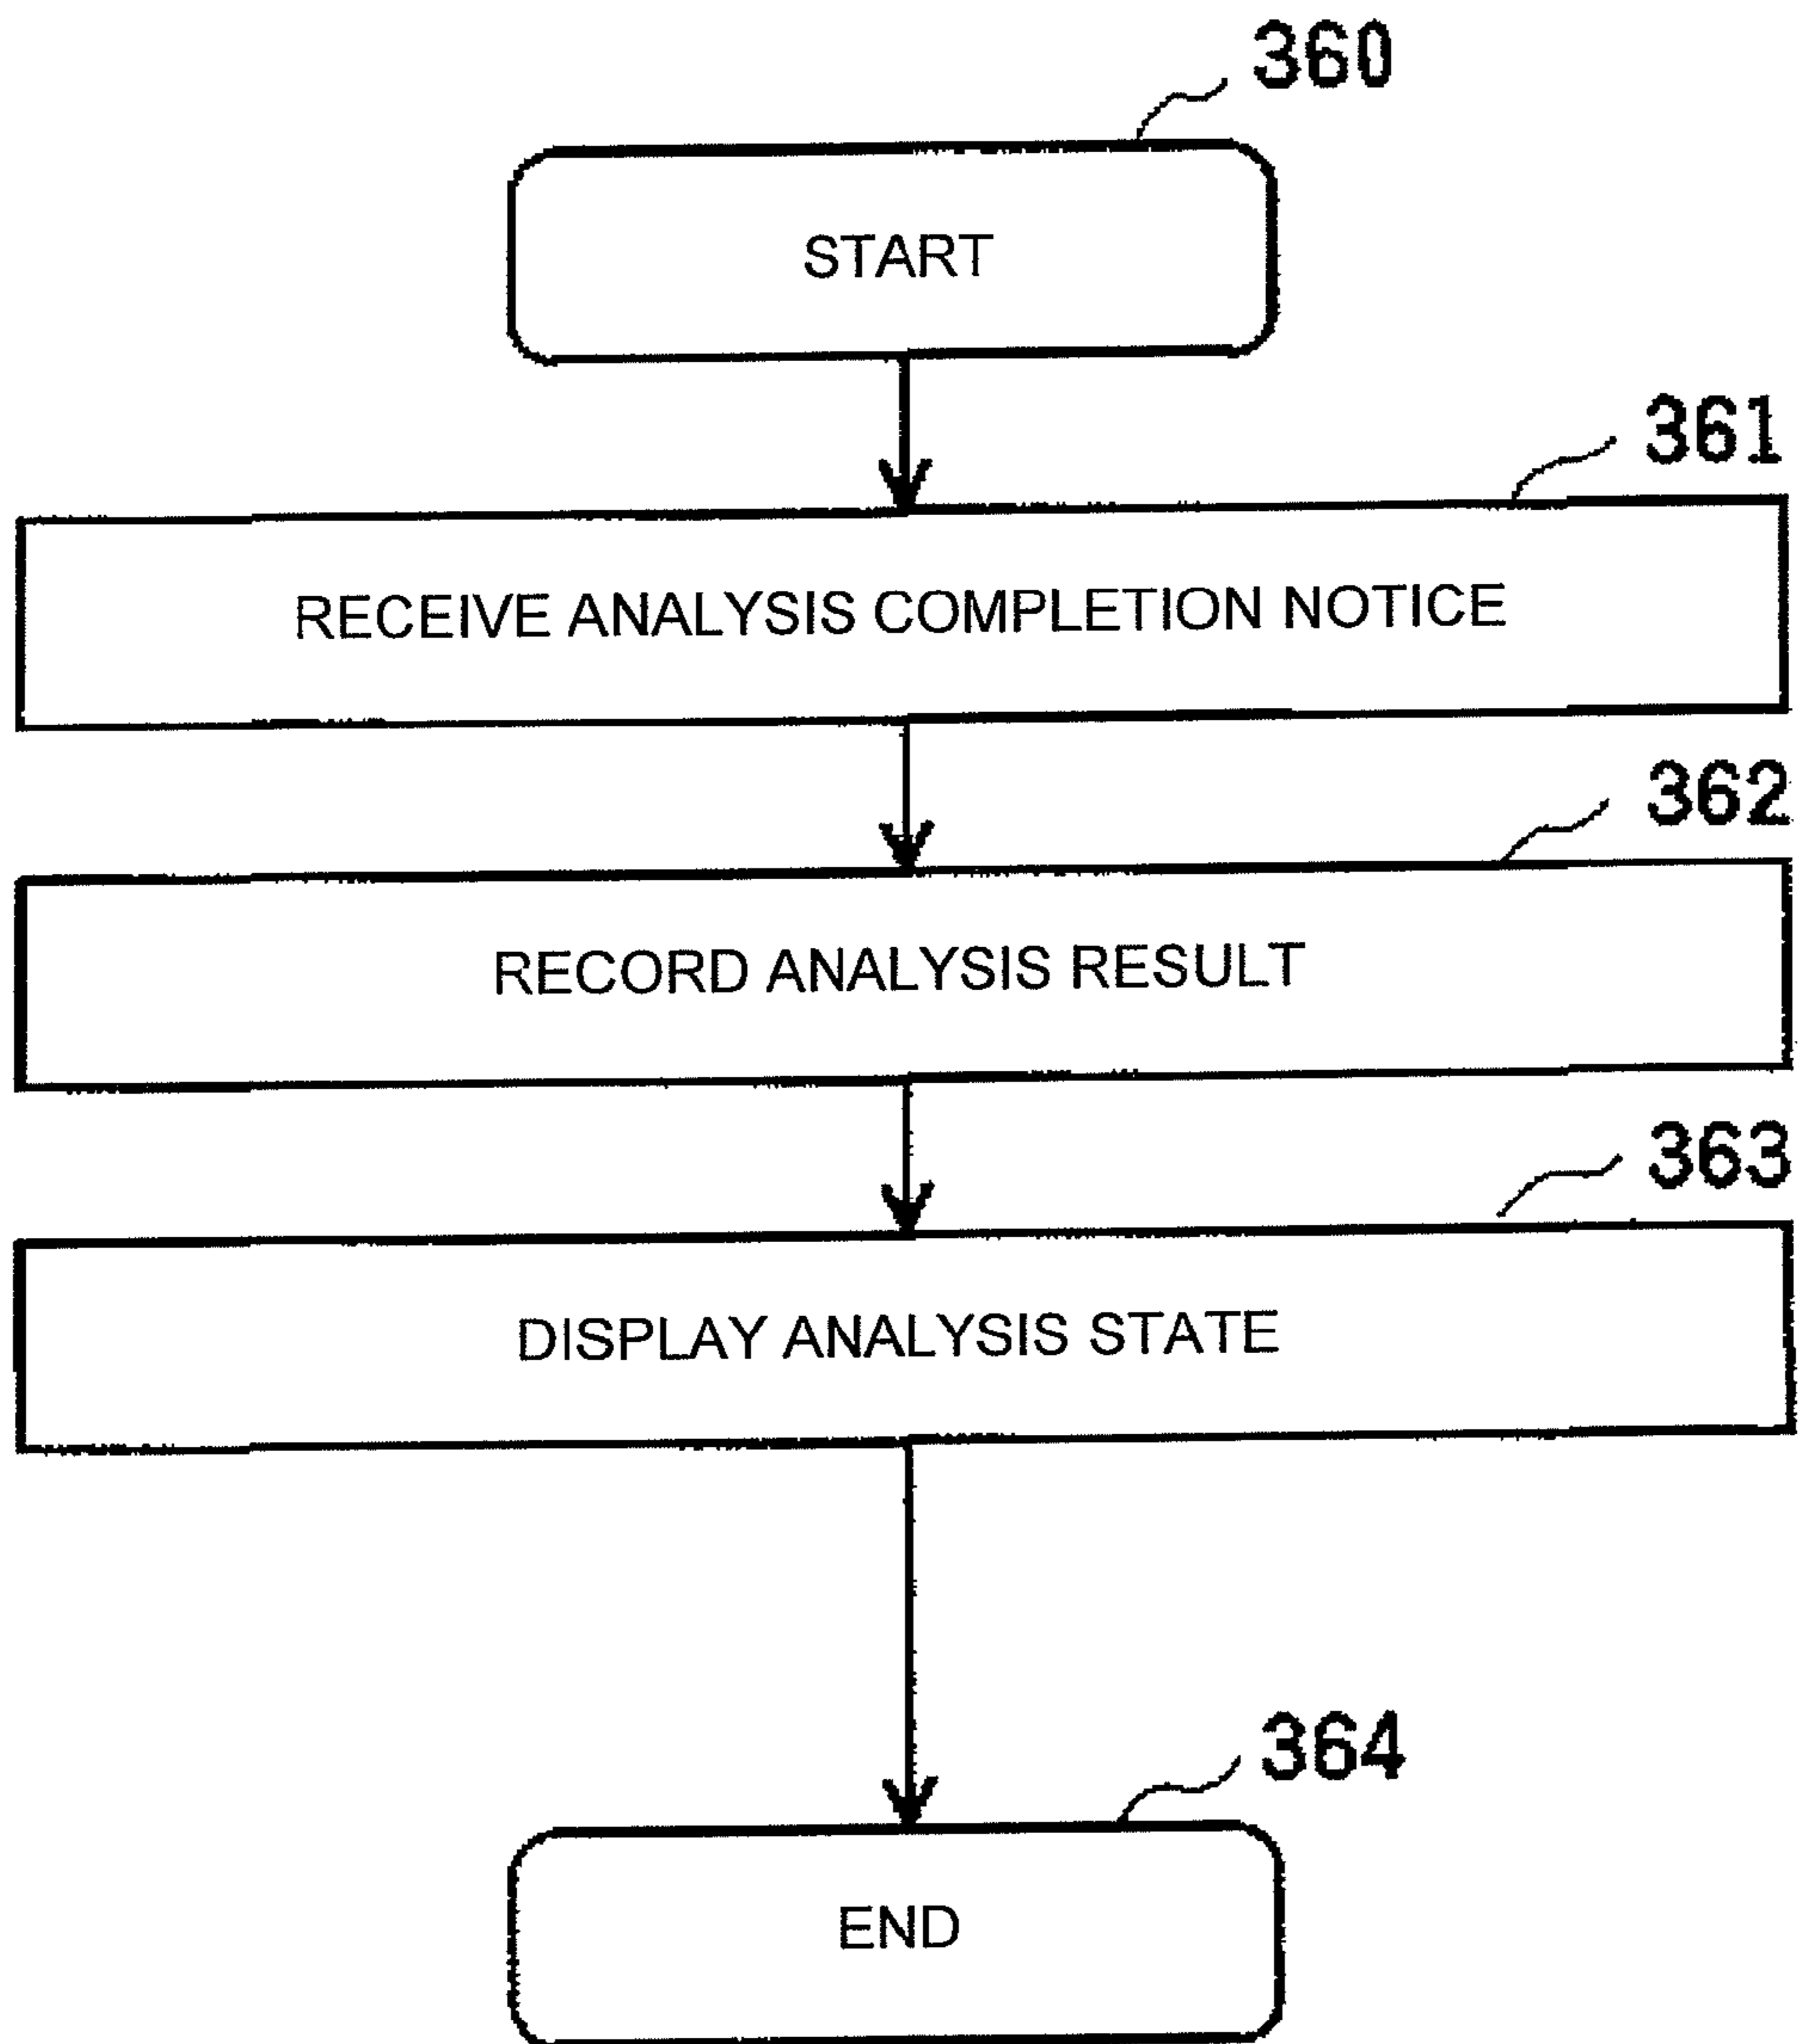 360
START
361
RECEIVE ANALYSIS COMPLETION NOTICE
362
RECORD ANALYSIS RESULT
363
DISPLAY ANALYSIS STATE
364
END